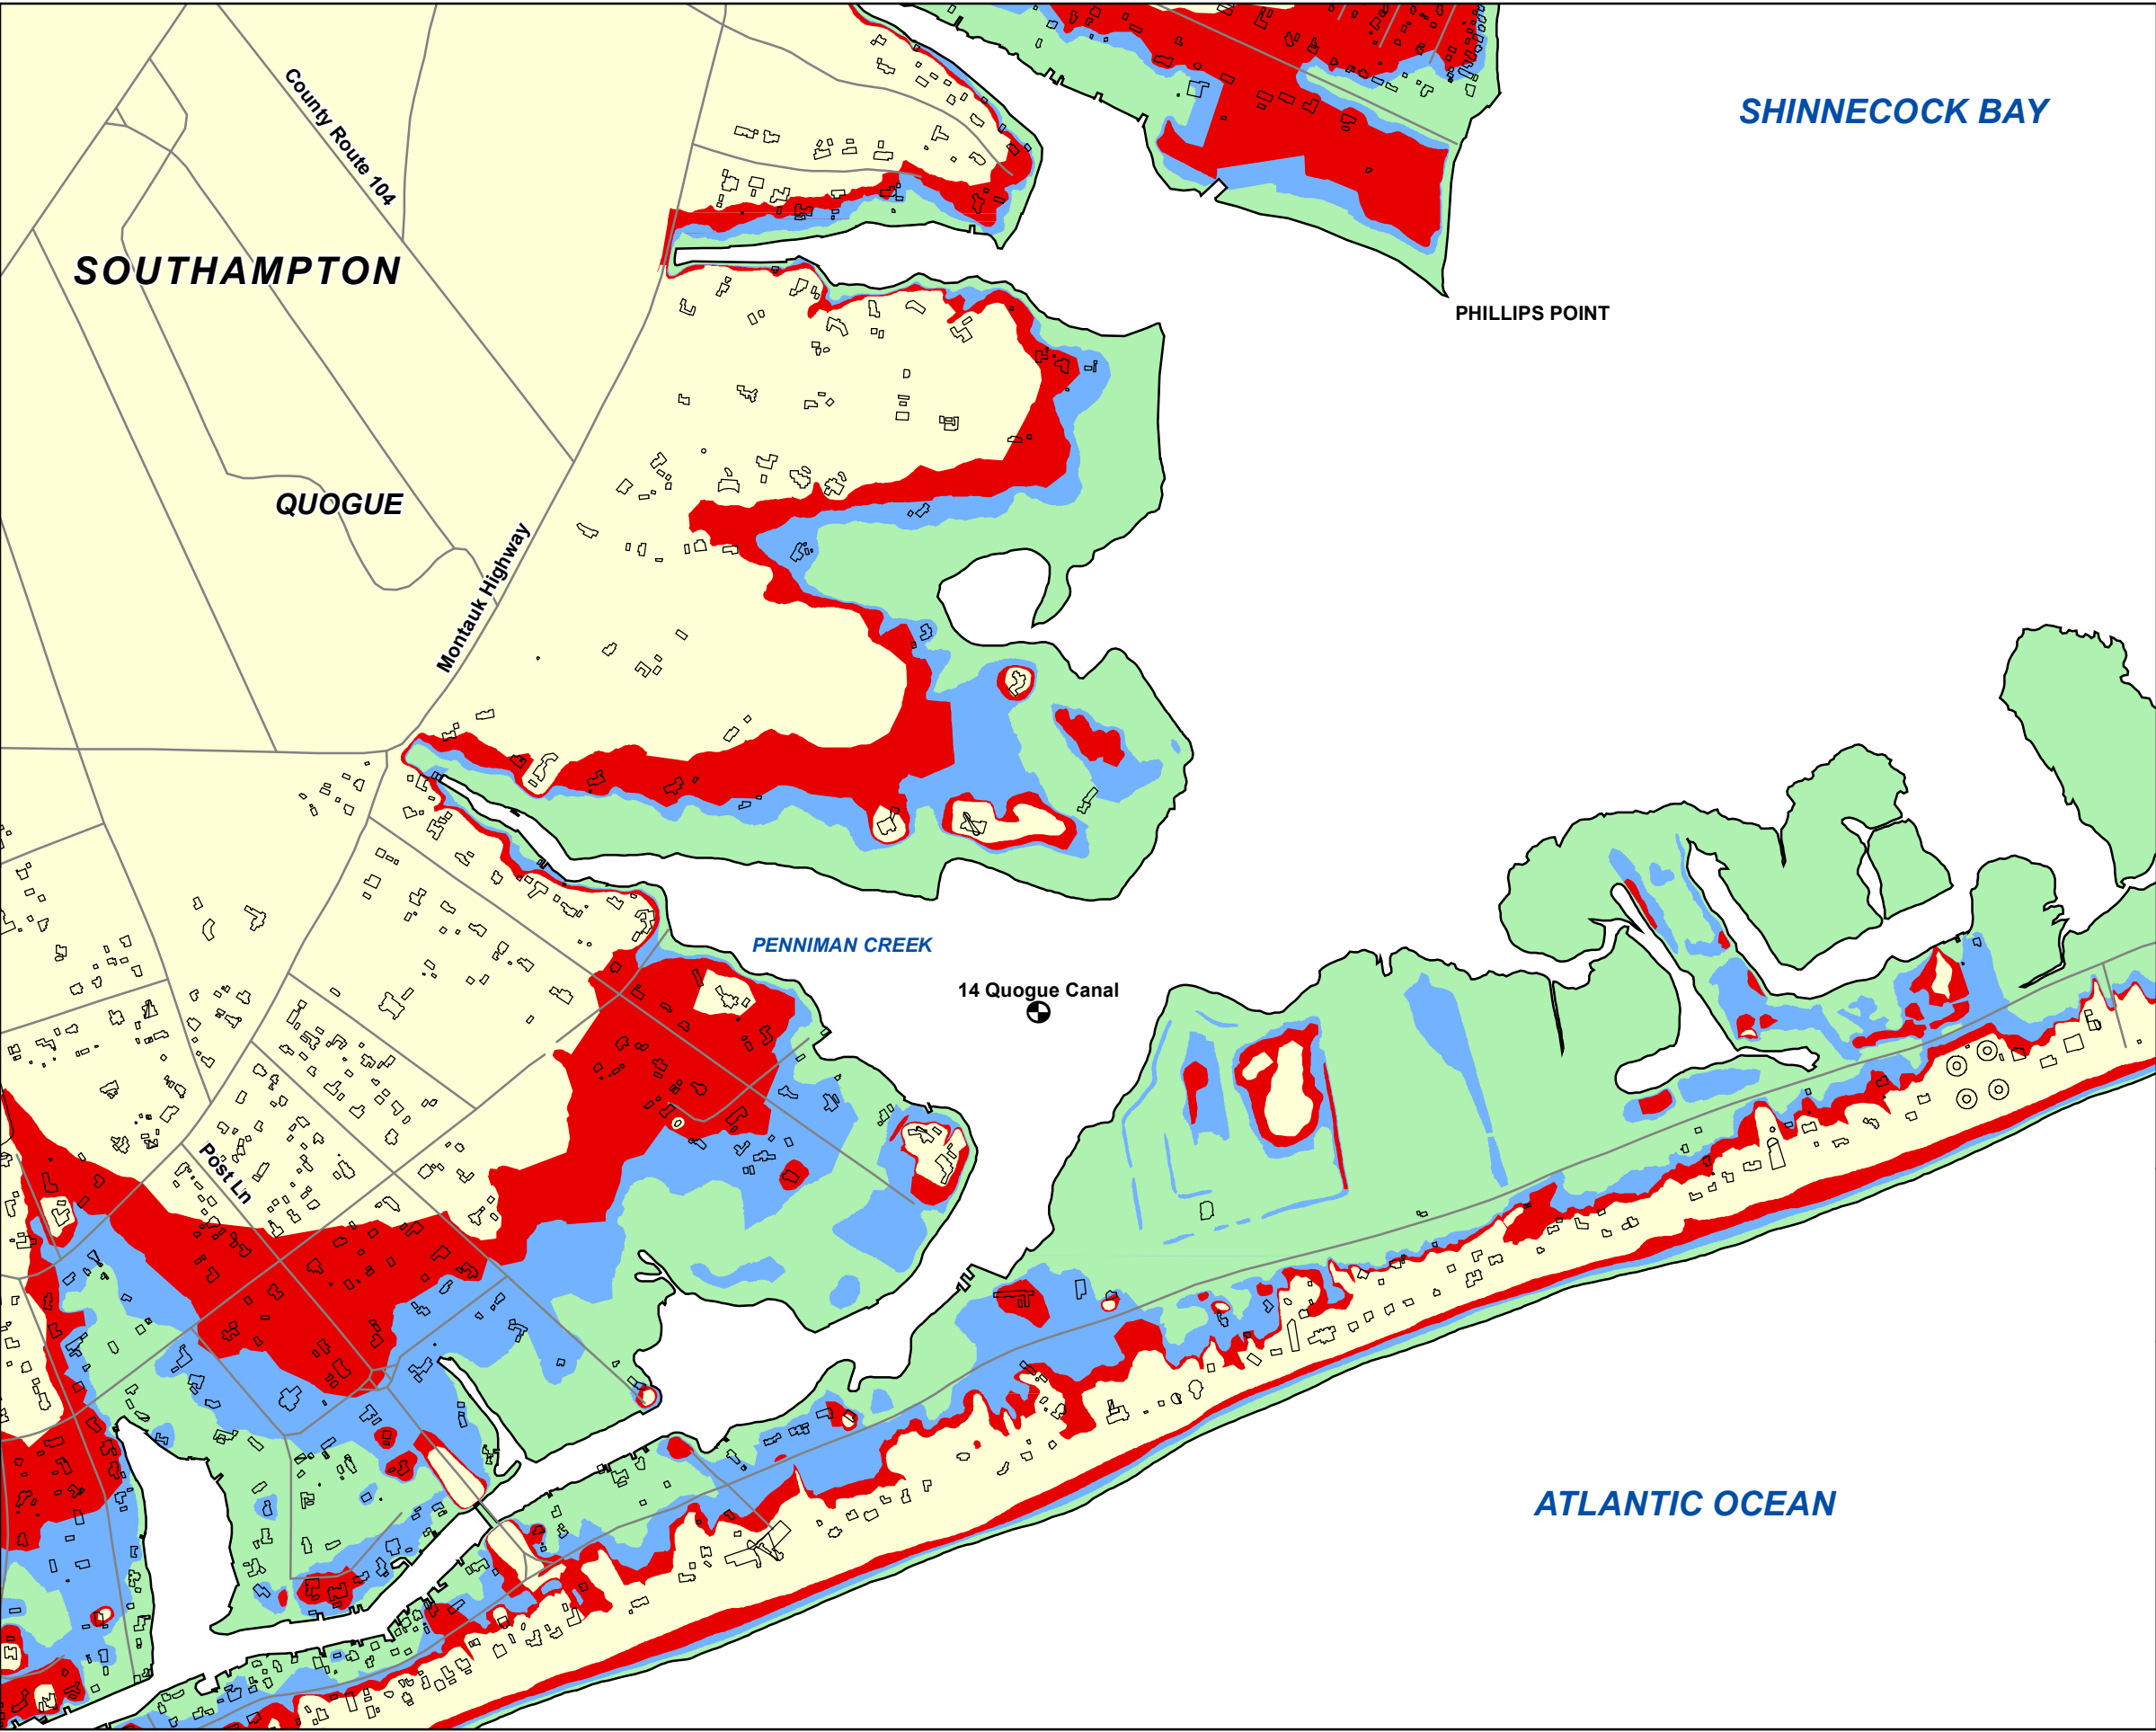 SHINNECOCK BAY
County Route 104
SOUTHAMPTON
PHILLIPS POINT
QUOGUE
Montauk Highway
PENNIMAN CREEK
14 Quogue Canal
Post Ln
ATLANTIC OCEAN